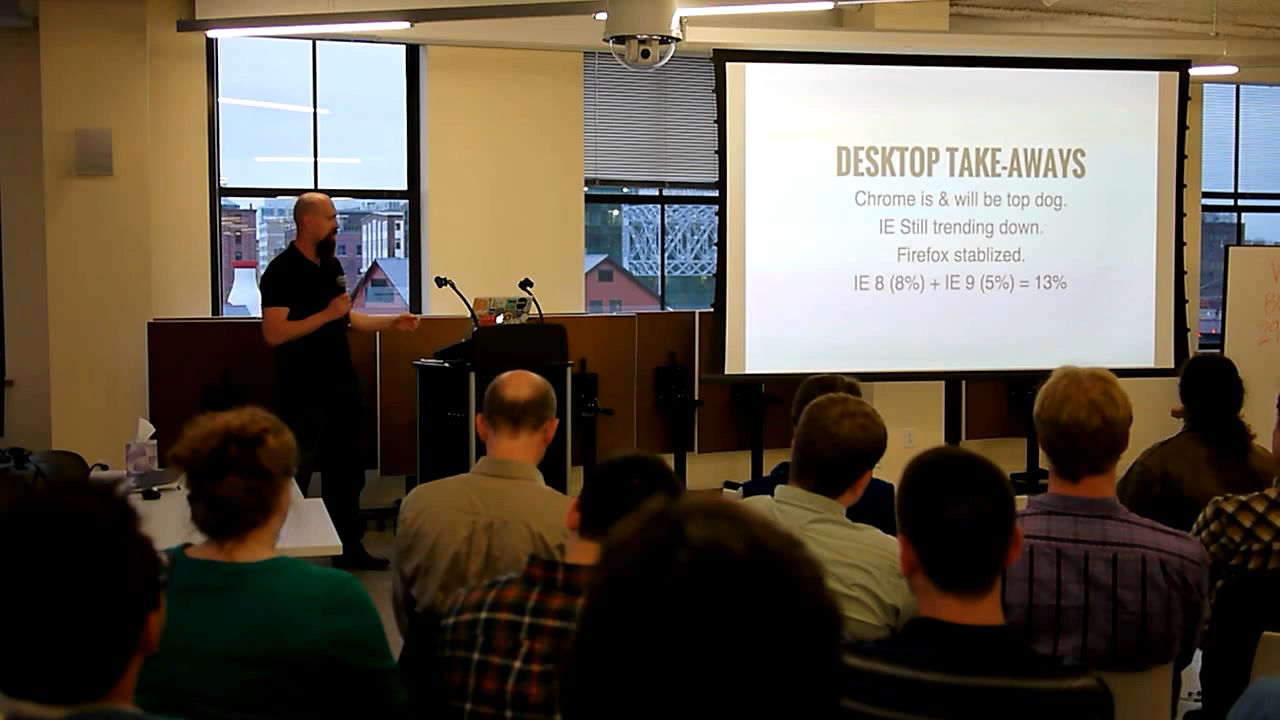 DESKTOP TAKE-AWAYS
Chrome is & will be top dog.
IE Still trending down.
Firefox stablized.
IE 8 (8%) + IE 9 (5%) = 13%